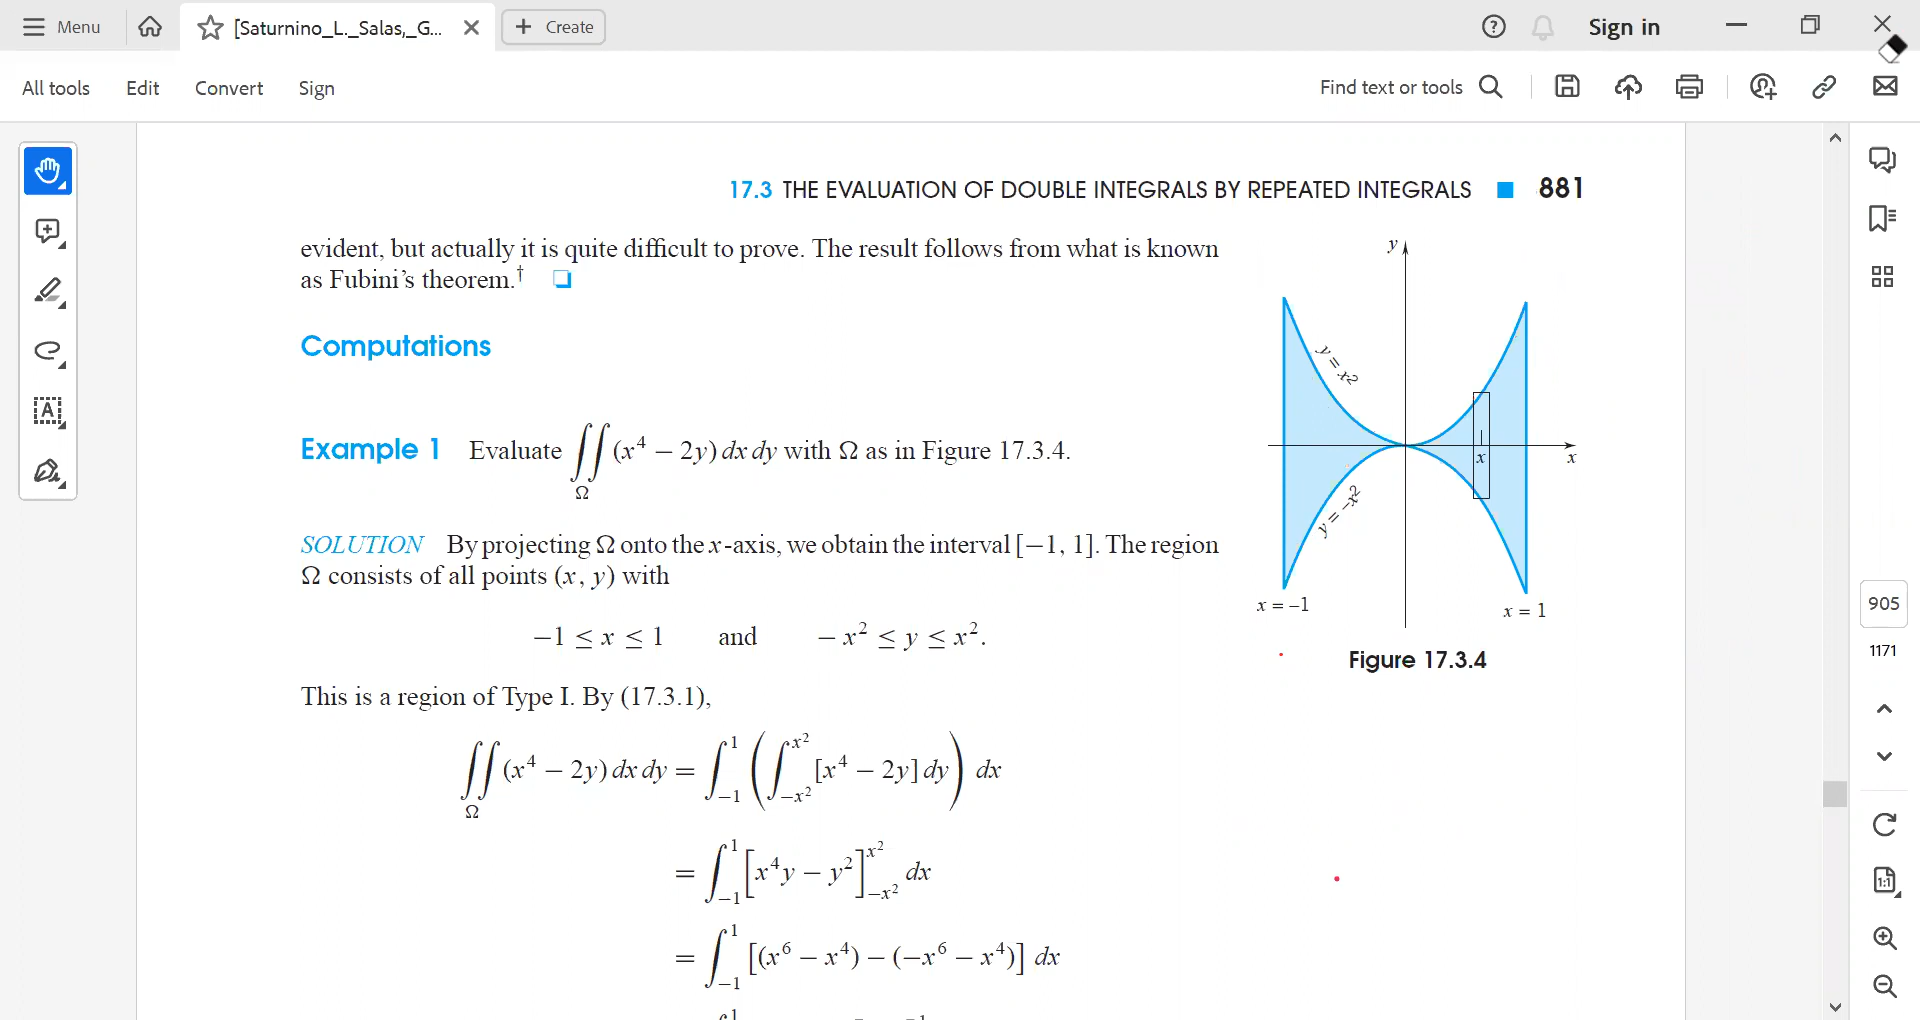 Menu
[Saturnino_L._Salas,_G...
Create
Sign in
All tools
Edit
Convert
Sign
Find text or tools
17.3 THE EVALUATION OF DOUBLE INTEGRALS BY REPEATED INTEGRALS ■ 881
evident, but actually it is quite difficult to prove. The result follows from what is known
as Fubini’s theorem.† ❏
Computations
Example 1 Evaluate ∬_Ω (x⁴ − 2y) dx dy with Ω as in Figure 17.3.4.
SOLUTION By projecting Ω onto the x-axis, we obtain the interval [−1, 1]. The region
Ω consists of all points (x, y) with
−1 ≤ x ≤ 1 and − x² ≤ y ≤ x².
This is a region of Type I. By (17.3.1),
∬_Ω (x⁴ − 2y) dx dy = ∫_{−1}^{1} (∫_{−x²}^{x²} [x⁴ − 2y] dy) dx
= ∫_{−1}^{1} [x⁴y − y²]_{−x²}^{x²} dx
= ∫_{−1}^{1} [(x⁶ − x⁴) − (−x⁶ − x⁴)] dx
y
y = x²
x
x
y = −x²
x = −1
x = 1
Figure 17.3.4
905
1171
1:1